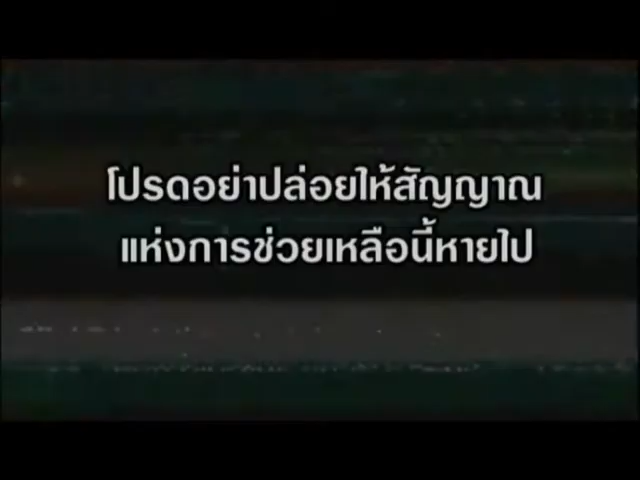 โปรดอย่าปล่อยให้สัญญาณ
แห่งการช่วยเหลือนี้หายไป